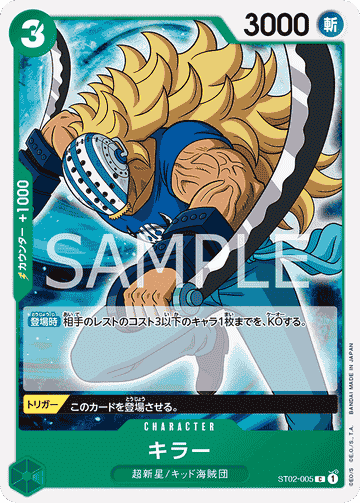 3
3000
斬
カウンター +1000
SAMPLE
登場時 相手のレストのコスト3以下のキャラ1枚までを、KOする。
トリガー このカードを登場させる。
CHARACTER
キラー
超新星/キッド海賊団
ST02-005 C 1
©E.O./S. ©E.O./S., T.A. BANDAI MADE IN JAPAN